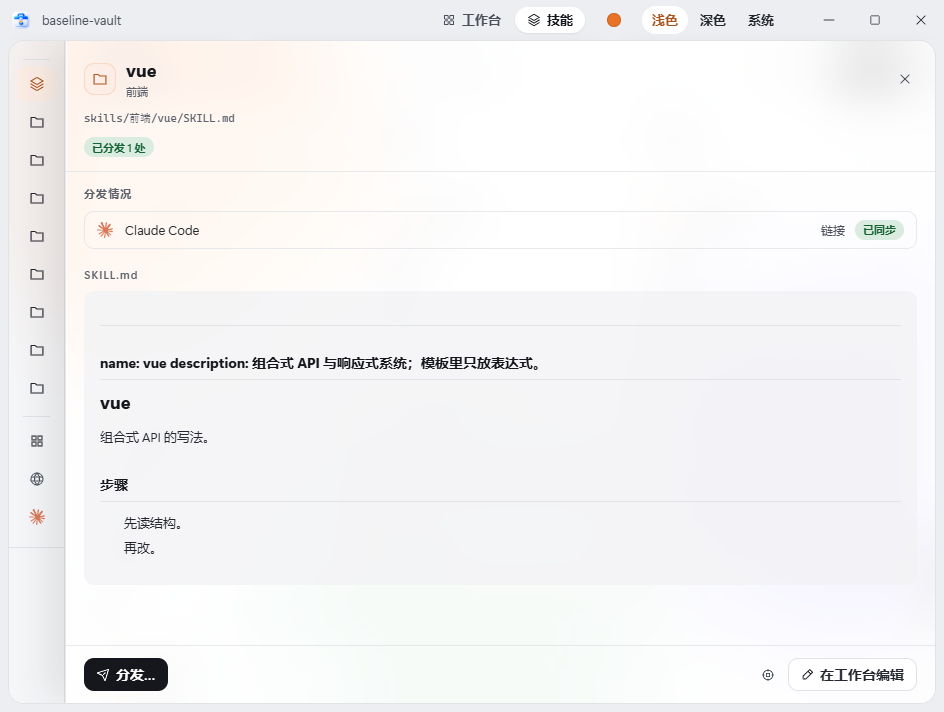 baseline-vault
工作台
技能
浅色
深色
系统
vue
前端
skills/前端/vue/SKILL.md
已分发 1 处
分发情况
Claude Code
链接
已同步
SKILL.md
name: vue description: 组合式 API 与响应式系统；模板里只放表达式。
vue
组合式 API 的写法。
步骤
先读结构。
再改。
分发...
在工作台编辑